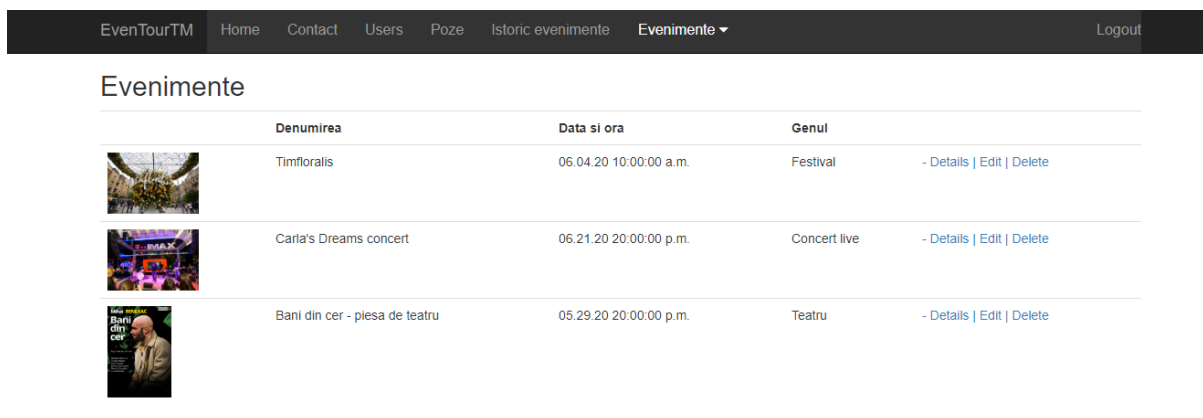 EvenTourTM Home Contact Users Poze Istoric evenimente Evenimente Logout
Evenimente
Denumirea Data si ora Genul
Timfloralis 06.04.20 10:00:00 a.m. Festival - Details | Edit | Delete
IMAX
Carla's Dreams concert 06.21.20 20:00:00 p.m. Concert live - Details | Edit | Delete
Bani
din
cer
Bani din cer - piesa de teatru 05.29.20 20:00:00 p.m. Teatru - Details | Edit | Delete